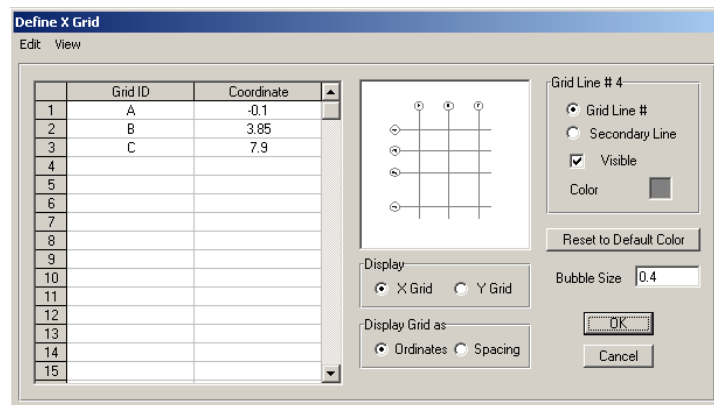 Define X Grid
Edit View
Grid ID Coordinate
1 A -0.1
2 B 3.85
3 C 7.9
4
5
6
7
8
9
10
11
12
13
14
15
Display
X Grid Y Grid
Display Grid as
Ordinates Spacing
Grid Line # 4
Grid Line #
Secondary Line
Visible
Color
Reset to Default Color
Bubble Size 0.4
OK
Cancel